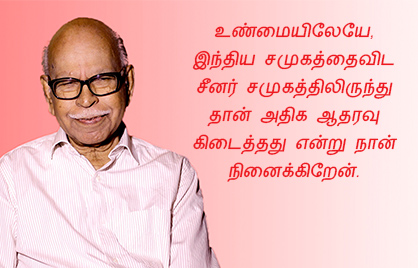 உண்மையிலேயே,
இந்திய சமுகத்தைவிட
சீனர் சமுகத்திலிருந்து
தான் அதிக ஆதரவு
கிடைத்தது என்று நான்
நினைக்கிறேன்.